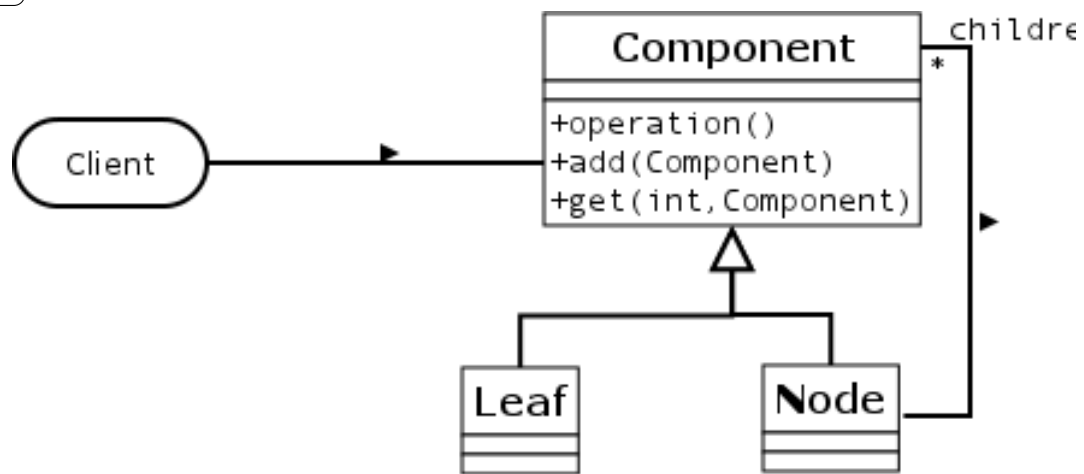 Component
childre
*
+operation()
+add(Component)
+get(int,Component)
Client
Leaf
Node